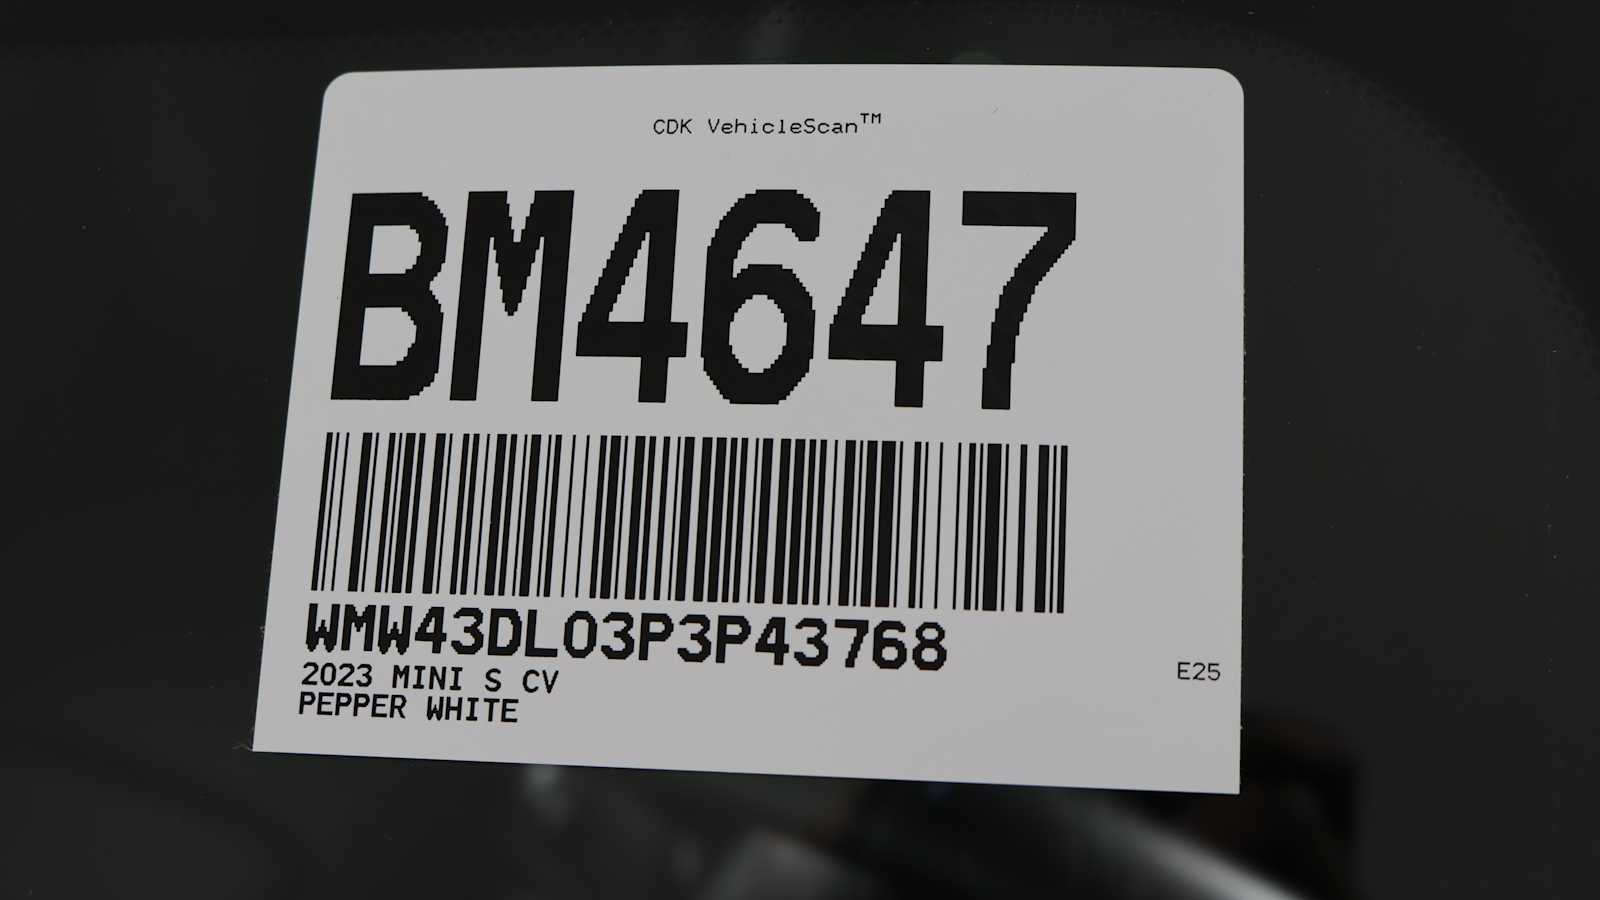 CDK VehicleScan™
BM4647
WMW43DL03P3P43768
2023 MINI S CV
PEPPER WHITE
E25